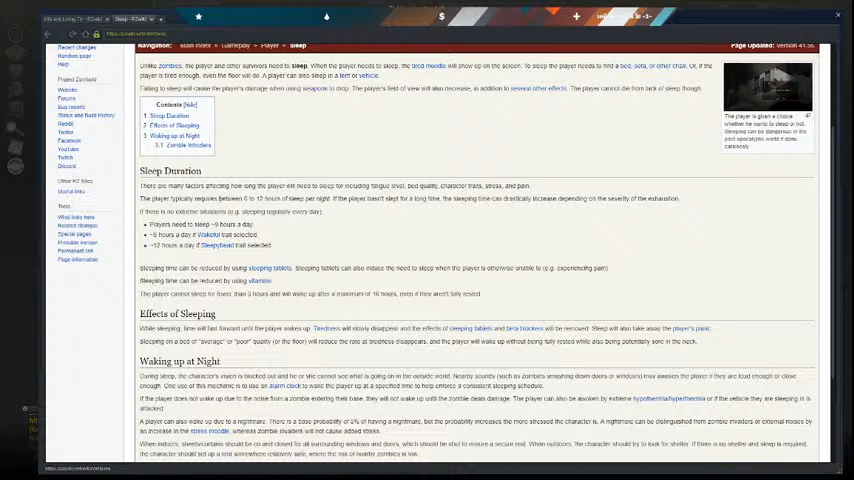 Life and Living TV - PZwiki
Sleep - PZwiki
Recent changes
Random page
Help
Project Zomboid
Website
Forums
Bug reports
Status and Build History
Reddit
Twitter
Facebook
YouTube
Twitch
Discord
Other PZ Sites
Useful links
Tools
What links here
Related changes
Special pages
Printable version
Permanent link
Page information
Navigation: Main Index › Gameplay › Player › Sleep
Page Updated: Version 41.55
Unlike zombies, the player and other survivors need to sleep. When the player needs to sleep, the tired moodle will show up on the screen. To sleep the player needs to find a bed, sofa, or other chair. Or, if the
player is tired enough, even the floor will do. A player can also sleep in a tent or vehicle.
Failing to sleep will cause the player's damage when using weapons to drop. The player's field of view will also decrease, in addition to several other effects. The player cannot die from lack of sleep though.
Contents [hide]
1 Sleep Duration
2 Effects of Sleeping
3 Waking up at Night
3.1 Zombie Intruders
The player is given a choice
whether he wants to sleep or not.
Sleeping can be dangerous in the
post-apocalyptic world if done
carelessly.
Sleep Duration
There are many factors affecting how long the player will need to sleep for including fatigue level, bed quality, character traits, stress, and pain.
The player typically requires between 6 to 12 hours of sleep per night. If the player hasn't slept for a long time, the sleeping time can drastically increase depending on the severity of the exhaustion.
If there is no extreme situations (e.g. sleeping regularly every day):
Players need to sleep ~9 hours a day.
~6 hours a day if Wakeful trait selected.
~12 hours a day if Sleepyhead trait selected.
Sleeping time can be reduced by using sleeping tablets. Sleeping tablets can also induce the need to sleep when the player is otherwise unable to (e.g. experiencing pain)
Sleeping time can be reduced by using vitamins
The player cannot sleep for fewer than 3 hours and will wake up after a maximum of 16 hours, even if they aren't fully rested.
Effects of Sleeping
While sleeping, time will fast forward until the player wakes up. Tiredness will slowly disappear and the effects of sleeping tablets and beta blockers will be removed. Sleep will also take away the player's panic.
Sleeping on a bed of "average" or "poor" quality (or the floor) will reduce the rate at tiredness disappears, and the player will wake up without being fully rested while also being potentially sore in the neck.
Waking up at Night
During sleep, the character's vision is blocked out and he or she cannot see what is going on in the outside world. Nearby sounds (such as zombies smashing down doors or windows) may awaken the player if they are loud enough or close
enough. One use of this mechanic is to use an alarm clock to wake the player up at a specified time to help enforce a consistent sleeping schedule.
If the player does not wake up due to the noise from a zombie entering their base, they will not wake up until the zombie deals damage. The player can also be awoken by extreme hypothermia/hyperthermia or if the vehicle they are sleeping in is
attacked.
A player can also wake up due to a nightmare. There is a base probability of 5% of having a nightmare, but the probability increases the more stressed the character is. A nightmare can be distinguished from zombie invaders or external noises by
an increase in the stress moodle, whereas zombie invaders will not cause added stress.
When indoors, sheets/curtains should be on and closed for all surrounding windows and doors, which should be shut to ensure a secure rest. When outdoors, the character should try to look for shelter. If there is no shelter and sleep is required,
the character should set up a tent somewhere relatively safe, where the risk of nearby zombies is low.